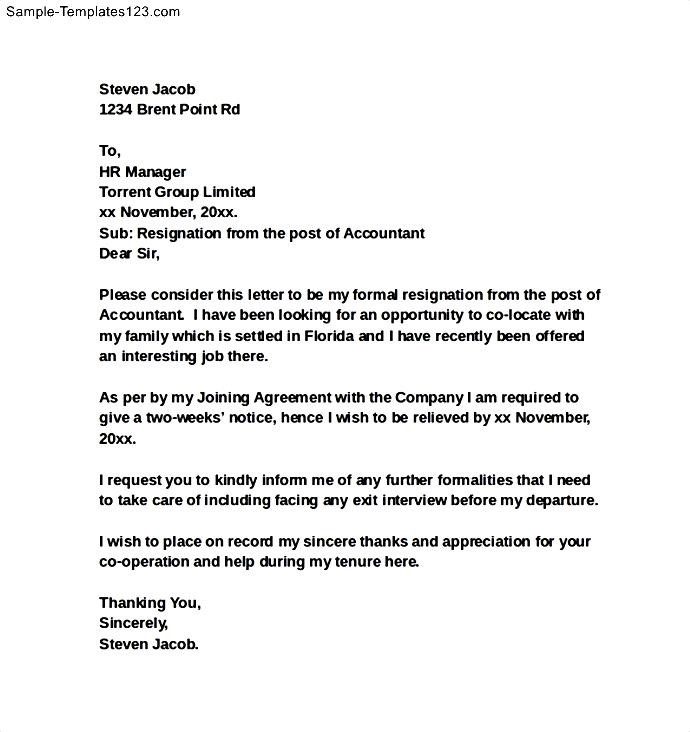 Sample-Templates123.com
Steven Jacob
1234 Brent Point Rd
To,
HR Manager
Torrent Group Limited
xx November, 20xx.
Sub: Resignation from the post of Accountant
Dear Sir,
Please consider this letter to be my formal resignation from the post of
Accountant.  I have been looking for an opportunity to co-locate with
my family which is settled in Florida and I have recently been offered
an interesting job there.
As per by my Joining Agreement with the Company I am required to
give a two-weeks' notice, hence I wish to be relieved by xx November,
20xx.
I request you to kindly inform me of any further formalities that I need
to take care of including facing any exit interview before my departure.
I wish to place on record my sincere thanks and appreciation for your
co-operation and help during my tenure here.
Thanking You,
Sincerely,
Steven Jacob.